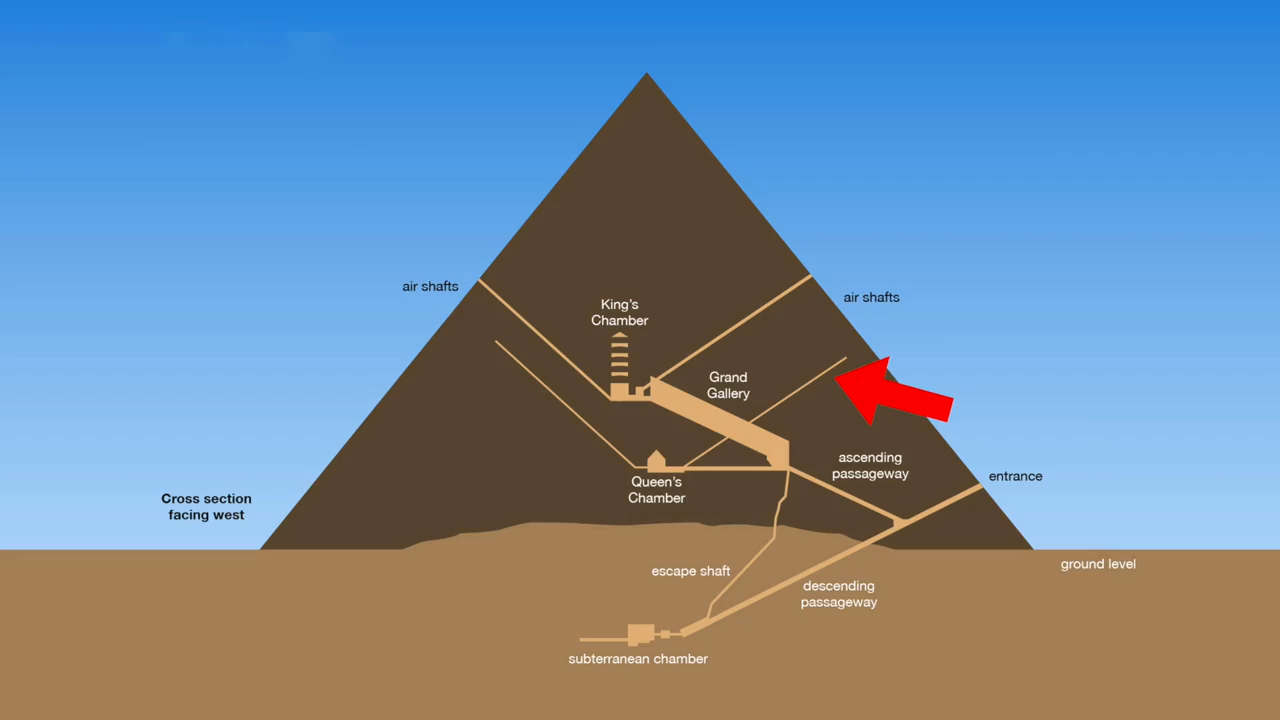 air shafts
King's
Chamber
air shafts
Grand
Gallery
ascending
passageway
entrance
Queen's
Chamber
Cross section
facing west
ground level
escape shaft
descending
passageway
subterranean chamber